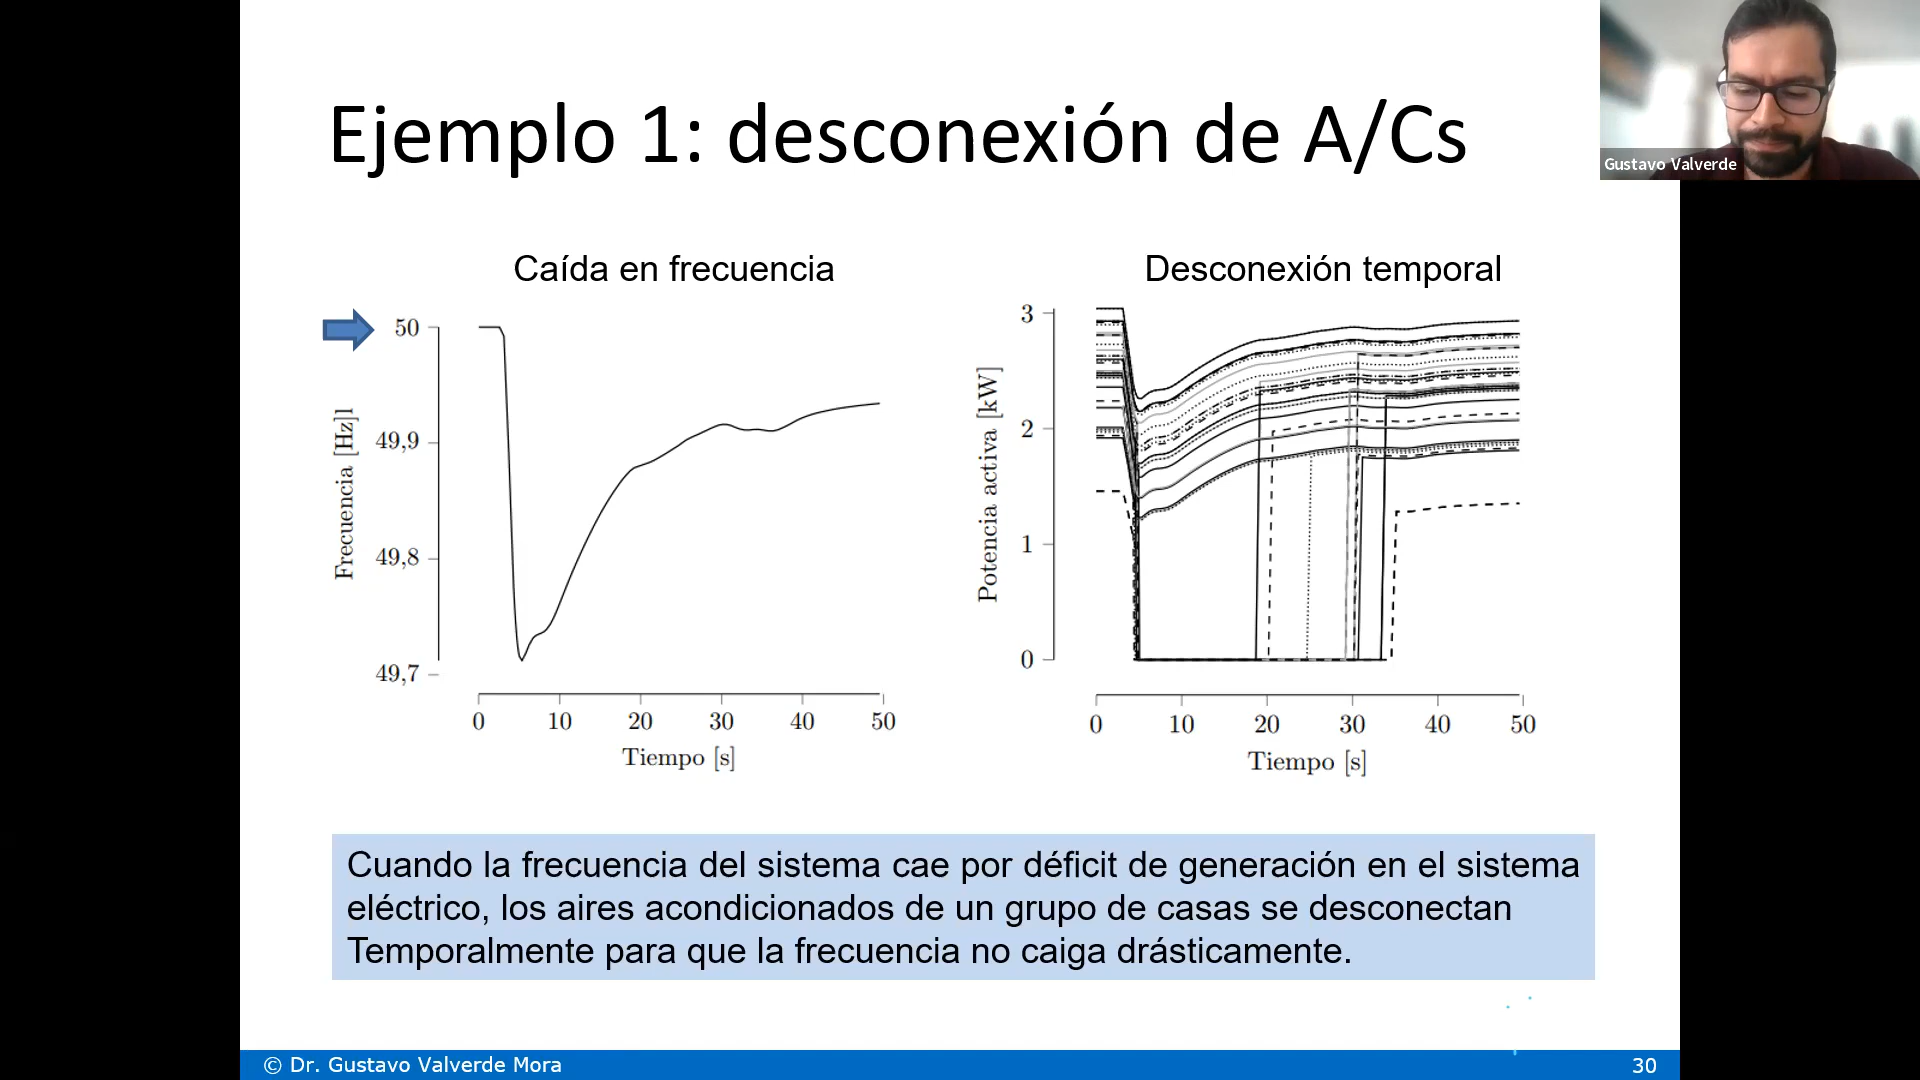 Ejemplo 1: desconexión de A/Cs
Gustavo Valverde
Caída en frecuencia
50
49,9
49,8
49,7
Frecuencia [Hz]l
0 10 20 30 40 50
Tiempo [s]
Desconexión temporal
3
2
1
0
Potencia activa [kW]
0 10 20 30 40 50
Tiempo [s]
Cuando la frecuencia del sistema cae por déficit de generación en el sistema
eléctrico, los aires acondicionados de un grupo de casas se desconectan
Temporalmente para que la frecuencia no caiga drásticamente.
© Dr. Gustavo Valverde Mora
30